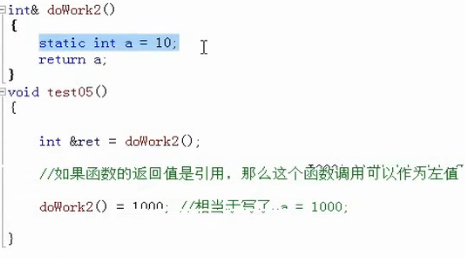 int& doWork2()
{
static int a = 10;
return a;
}
void test05()
{
int &ret = doWork2();
//如果函数的返回值是引用，那么这个函数调用可以作为左值
doWork2() = 1000; //相当于写了 a = 1000;
}